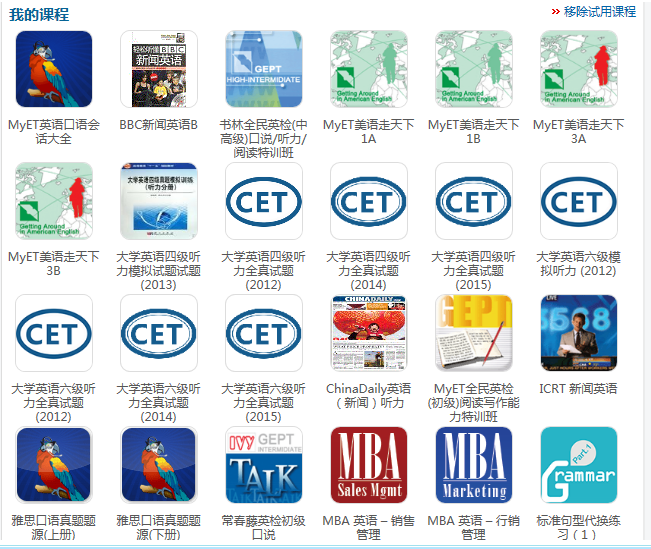 我的课程
移除试用课程
轻松听懂BBC
新闻英语
GEPT
HIGH-INTERMIDIATE
Getting Around
in American English
Getting Around
in American English
Getting Around
in American English
MyET英语口语会
话大全
BBC新闻英语B
书林全民英检(中
高级)口说/听力/
阅读特训班
MyET美语走天下
1A
MyET美语走天下
1B
MyET美语走天下
3A
Getting Around
in American English
大学英语四级真题模拟训练
(听力分册)
CET
CET
CET
CET
MyET美语走天下
3B
大学英语四级听
力模拟试题试题
(2013)
大学英语四级听
力全真试题
(2012)
大学英语四级听
力全真试题
(2014)
大学英语四级听
力全真试题
(2015)
大学英语六级模
拟听力 (2012)
CET
CET
CET
CHINADAILY
GEPT
LIVE
5668
大学英语六级听
力全真试题
(2012)
大学英语六级听
力全真试题
(2014)
大学英语六级听
力全真试题
(2015)
ChinaDaily英语
（新闻）听力
MyET全民英检
(初级)阅读写作能
力特训班
ICRT 新闻英语
IVY GEPT
INTERMEDIATE
TALK
MBA
Sales Mgmt
MBA
Marketing
Part.1
Grammar
雅思口语真题题
源(上册)
雅思口语真题题
源(下册)
常春藤英检初级
口说
MBA 英语 – 销售
管理
MBA 英语 – 行销
管理
标准句型代换练
习（1）